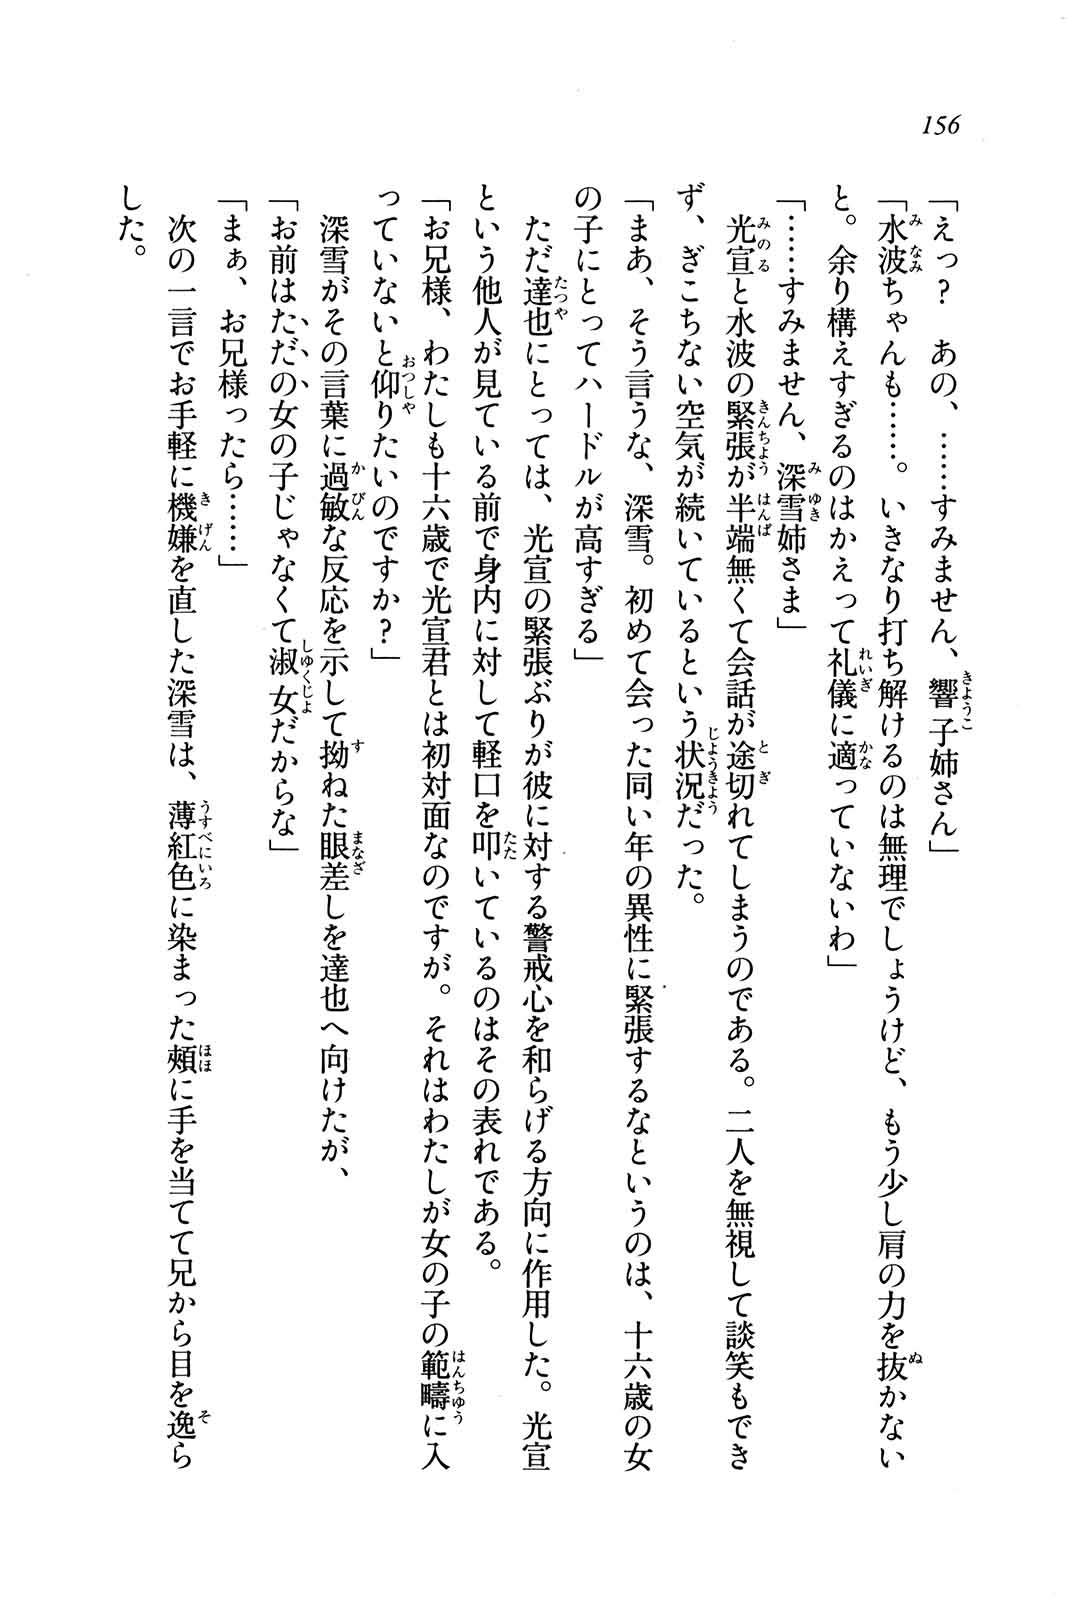 156
「えっ？　あの、……すみません、響子姉さん」
「水波ちゃんも……。いきなり打ち解けるのは無理でしょうけど、もう少し肩の力を抜かない
と。余り構えすぎるのはかえって礼儀に適っていないわ」
「……すみません、深雪姉さま」
　光宣と水波の緊張が半端無くて会話が途切れてしまうのである。二人を無視して談笑もでき
ず、ぎこちない空気が続いているという状況だった。
「まあ、そう言うな、深雪。初めて会った同い年の異性に緊張するなというのは、十六歳の女
の子にとってハードルが高すぎる」
　ただ達也にとっては、光宣の緊張ぶりが彼に対する警戒心を和らげる方向に作用した。光宣
という他人が見ている前で身内に対して軽口を叩いているのはその表れである。
「お兄様、わたしも十六歳で光宣君とは初対面なのですが。それはわたしが女の子の範疇に入
っていないと仰りたいのですか？」
　深雪がその言葉に過敏な反応を示して拗ねた眼差しを達也へ向けたが、
「お前はただの女の子じゃなくて淑女だからな」
「まぁ、お兄様ったら……」
　次の一言でお手軽に機嫌を直した深雪は、薄紅色に染まった頰に手を当てて兄から目を逸ら
した。